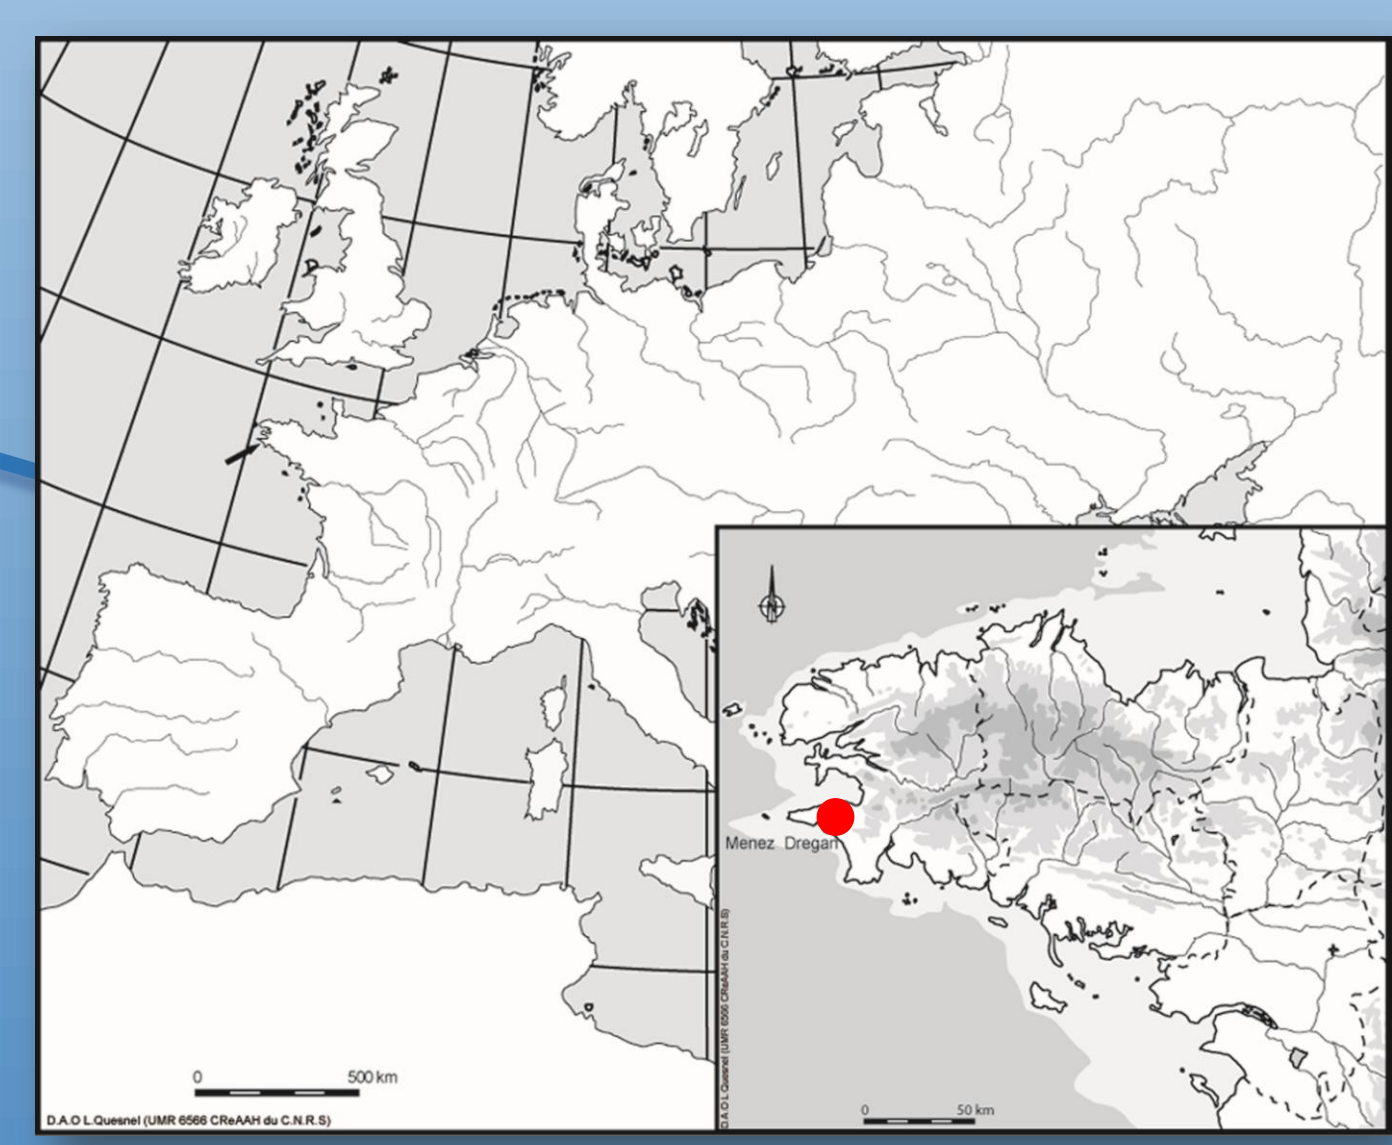 N
Menez Dregan
D.A.O L.Quesnel (UMR 6566 CReAAH du C.N.R.S)
0 500 km
0 50 km
D.A.O L.Quesnel (UMR 6566 CReAAH du C.N.R.S)